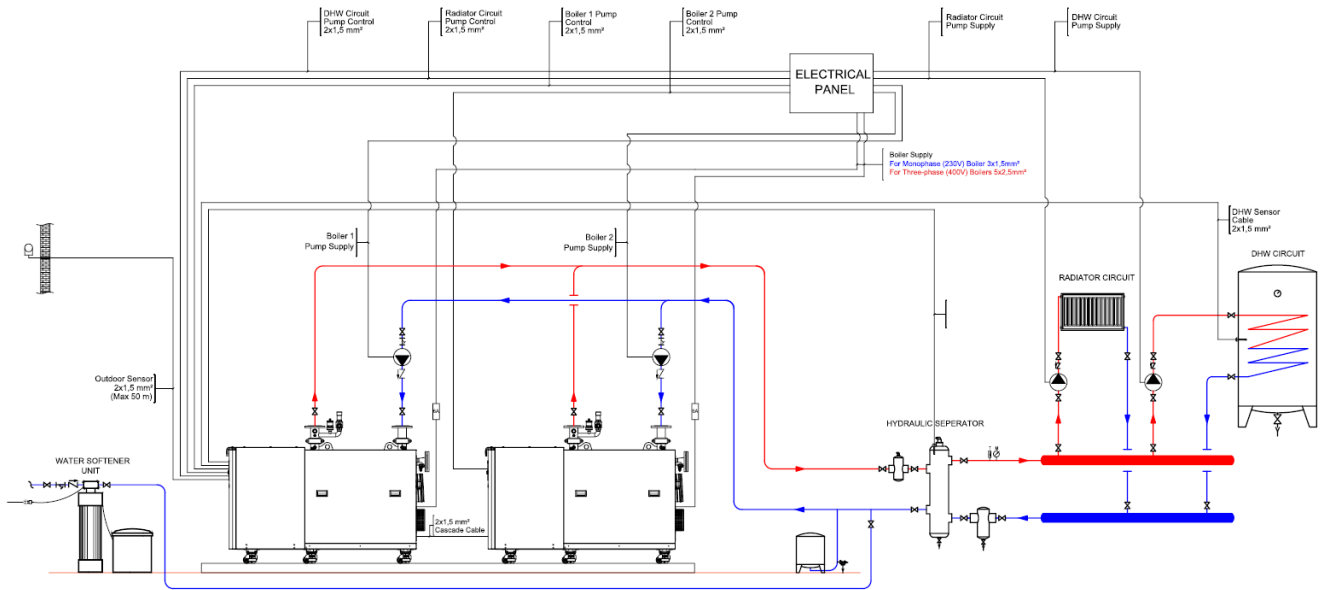 DHW Circuit
Pump Control
2x1,5 mm²
Radiator Circuit
Pump Control
2x1,5 mm²
Boiler 1 Pump
Control
2x1,5 mm²
Boiler 2 Pump
Control
2x1,5 mm²
Radiator Circuit
Pump Supply
DHW Circuit
Pump Supply
ELECTRICAL
PANEL
Boiler Supply
For Monophase (230V) Boiler 3x1,5mm²
For Three-phase (400V) Boilers 5x2,5mm²
DHW Sensor
Cable
2x1,5 mm²
Boiler 1
Pump Supply
Boiler 2
Pump Supply
DHW CIRCUIT
RADIATOR CIRCUIT
Outdoor Sensor
2x1,5 mm²
(Max 50 m)
6A
6A
HYDRAULIC SEPERATOR
WATER SOFTENER
UNIT
2x1,5 mm²
Cascade Cable